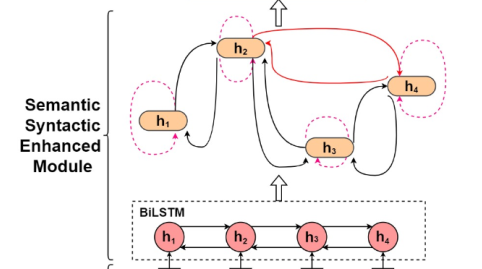 h2
h4
h1
h3
Semantic
Syntactic
Enhanced
Module
BiLSTM
h1 h2 h3 h4